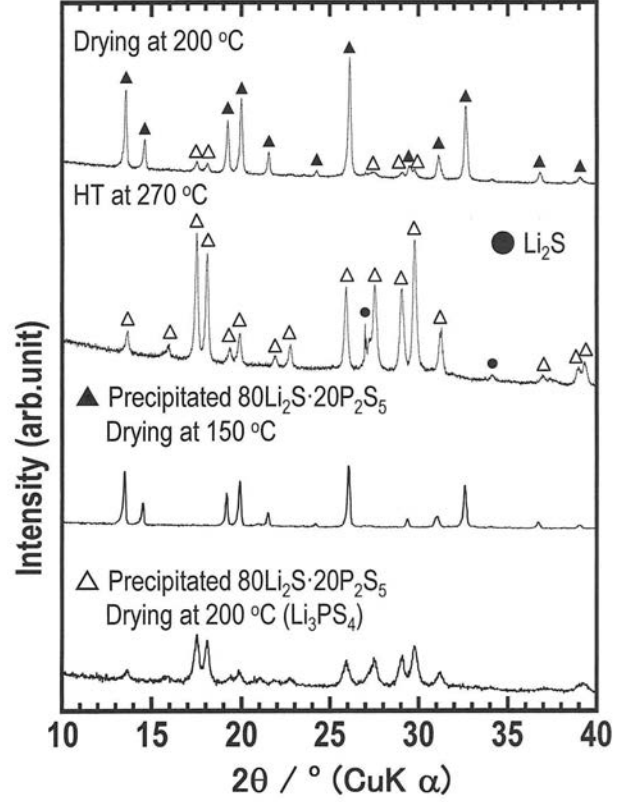 Drying at 200 °C
HT at 270 °C
● Li₂S
▲ Precipitated 80Li₂S·20P₂S₅
Drying at 150 °C
△ Precipitated 80Li₂S·20P₂S₅
Drying at 200 °C (Li₃PS₄)
Intensity (arb.unit)
10 15 20 25 30 35 40
2θ / ° (CuK α)